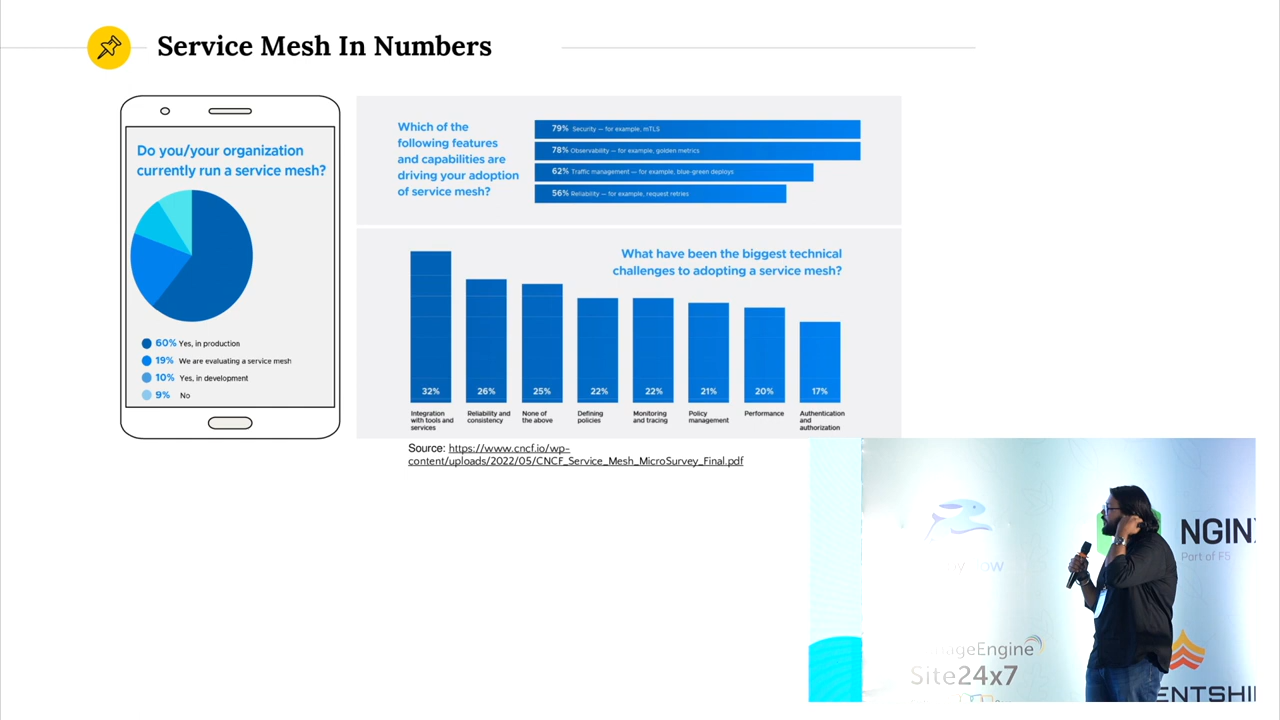 Service Mesh In Numbers
Do you/your organization
currently run a service mesh?
60% Yes, in production
19% We are evaluating a service mesh
10% Yes, in development
9% No
Which of the
following features
and capabilities are
driving your adoption
of service mesh?
79% Security — for example, mTLS
78% Observability — for example, golden metrics
62% Traffic management — for example, blue-green deploys
56% Reliability — for example, request retries
What have been the biggest technical
challenges to adopting a service mesh?
32% 26% 25% 22% 22% 21% 20% 17%
Integration
with tools and
services
Reliability and
consistency
None of
the above
Defining
policies
Monitoring
and tracing
Policy
management
Performance
Authentication
and
authorization
Source: https://www.cncf.io/wp-
content/uploads/2022/05/CNCF_Service_Mesh_MicroSurvey_Final.pdf
NGIN
Part of F5
ageEngine
Site24x7
ENTSHI